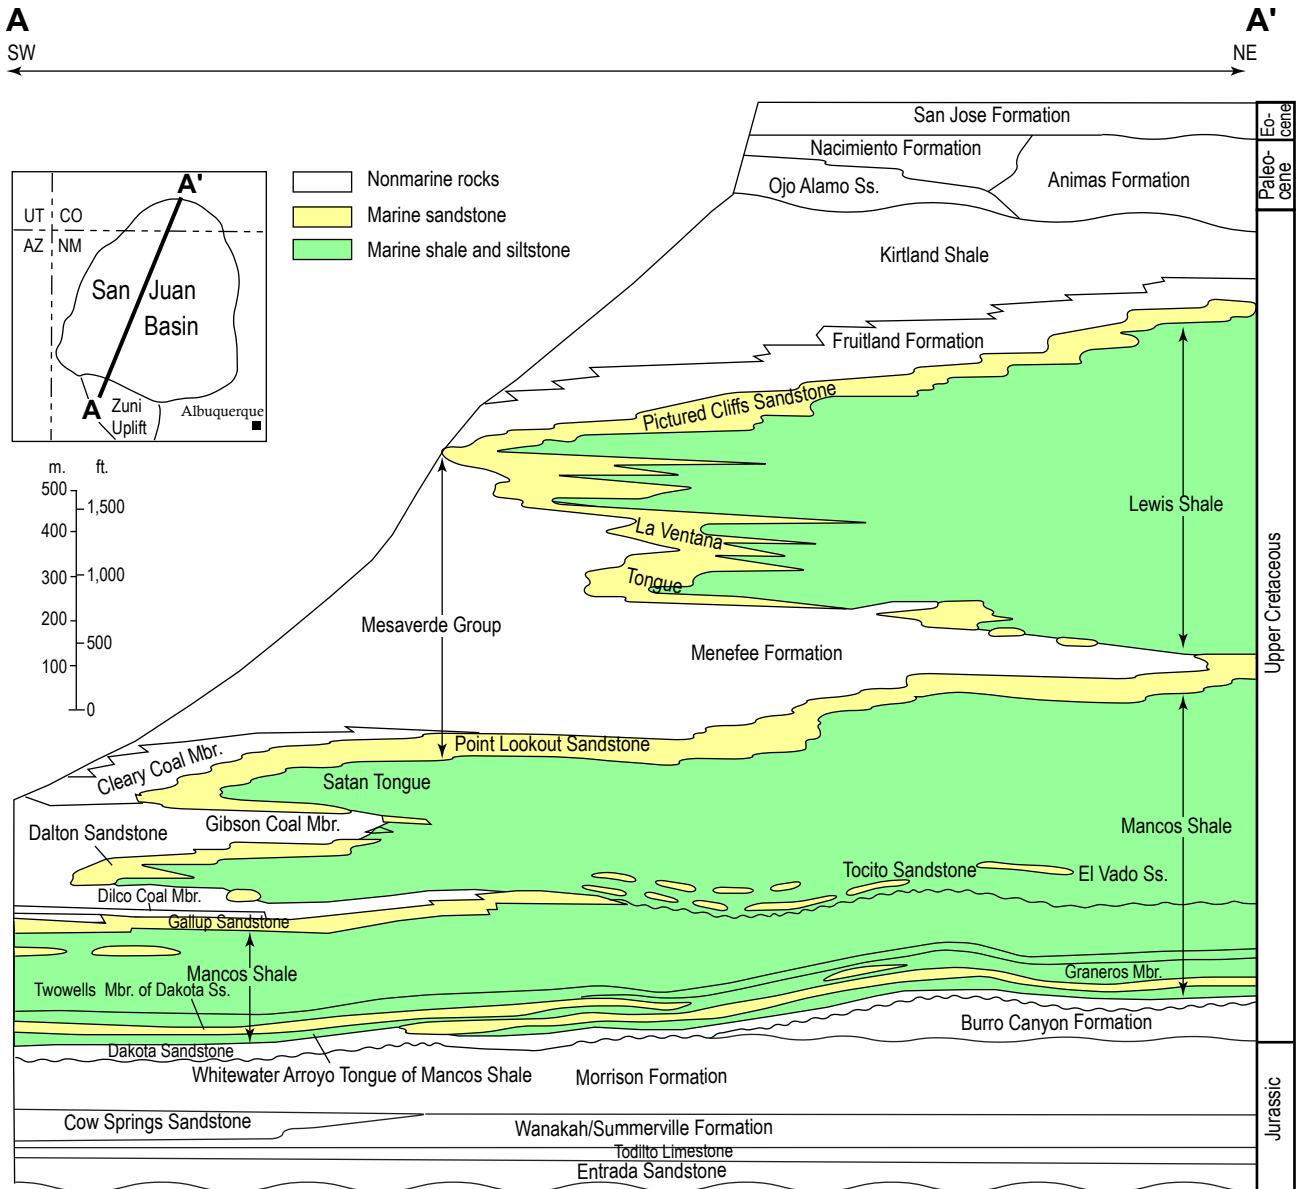 A
A'
SW
NE
San Jose Formation
Eo-
cene
Nacimiento Formation
Paleo-
cene
Ojo Alamo Ss.
Animas Formation
A'
UT
CO
AZ
NM
San Juan
Basin
A
Zuni
Uplift
Albuquerque
Nonmarine rocks
Marine sandstone
Marine shale and siltstone
Kirtland Shale
Fruitland Formation
Pictured Cliffs Sandstone
m.
ft.
500
1,500
400
300
1,000
200
500
100
0
Lewis Shale
La Ventana
Tongue
Upper Cretaceous
Mesaverde Group
Menefee Formation
Point Lookout Sandstone
Cleary Coal Mbr.
Satan Tongue
Gibson Coal Mbr.
Dalton Sandstone
Mancos Shale
Tocito Sandstone
El Vado Ss.
Dilco Coal Mbr.
Gallup Sandstone
Mancos Shale
Graneros Mbr.
Twowells Mbr. of Dakota Ss.
Burro Canyon Formation
Dakota Sandstone
Whitewater Arroyo Tongue of Mancos Shale
Morrison Formation
Jurassic
Cow Springs Sandstone
Wanakah/Summerville Formation
Todilto Limestone
Entrada Sandstone